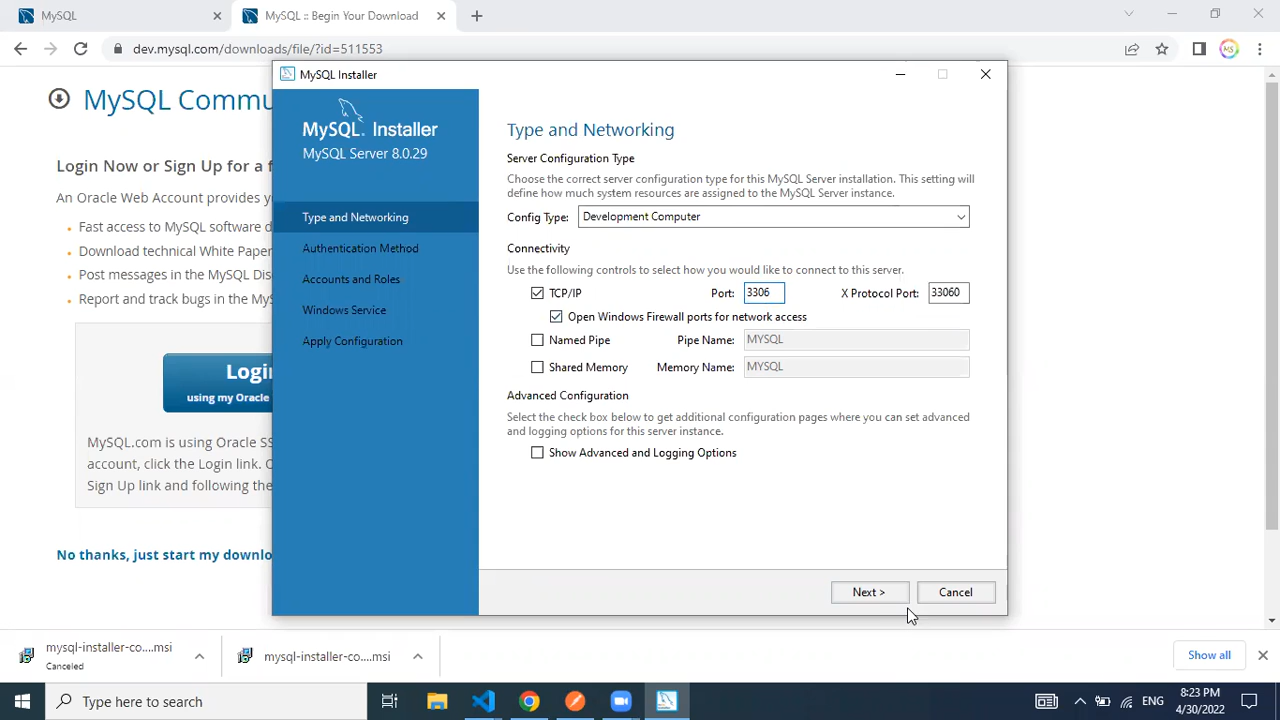 MySQL
MySQL :: Begin Your Download
dev.mysql.com/downloads/file/?id=511553
MySQL Commu
Login Now or Sign Up for a f
An Oracle Web Account provides y
Fast access to MySQL software d
Download technical White Paper
Post messages in the MySQL Dis
Report and track bugs in the My
Login
using my Oracle
MySQL.com is using Oracle SS
account, click the Login link. O
Sign Up link and following the
No thanks, just start my downlo
MySQL Installer
MySQL. Installer
MySQL Server 8.0.29
Type and Networking
Authentication Method
Accounts and Roles
Windows Service
Apply Configuration
Type and Networking
Server Configuration Type
Choose the correct server configuration type for this MySQL Server installation. This setting will
define how much system resources are assigned to the MySQL Server instance.
Config Type: Development Computer
Connectivity
Use the following controls to select how you would like to connect to this server.
TCP/IP Port: 3306 X Protocol Port: 33060
Open Windows Firewall ports for network access
Named Pipe Pipe Name: MYSQL
Shared Memory Memory Name: MYSQL
Advanced Configuration
Select the check box below to get additional configuration pages where you can set advanced
and logging options for this server instance.
Show Advanced and Logging Options
Next > Cancel
mysql-installer-co....msi
Canceled
mysql-installer-co....msi
Show all
Type here to search
ENG
8:23 PM
4/30/2022